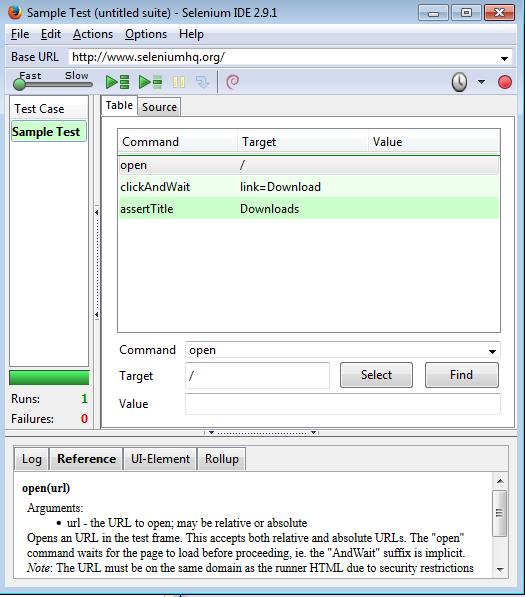 Sample Test (untitled suite) - Selenium IDE 2.9.1
File Edit Actions Options Help
Base URL http://www.seleniumhq.org/
Fast Slow
Test Case
Sample Test
Table Source
Command Target Value
open /
clickAndWait link=Download
assertTitle Downloads
Command open
Target / Select Find
Value
Runs: 1
Failures: 0
Log Reference UI-Element Rollup
open(url)
Arguments:
• url - the URL to open; may be relative or absolute
Opens an URL in the test frame. This accepts both relative and absolute URLs. The "open"
command waits for the page to load before proceeding, ie. the "AndWait" suffix is implicit.
Note: The URL must be on the same domain as the runner HTML due to security restrictions